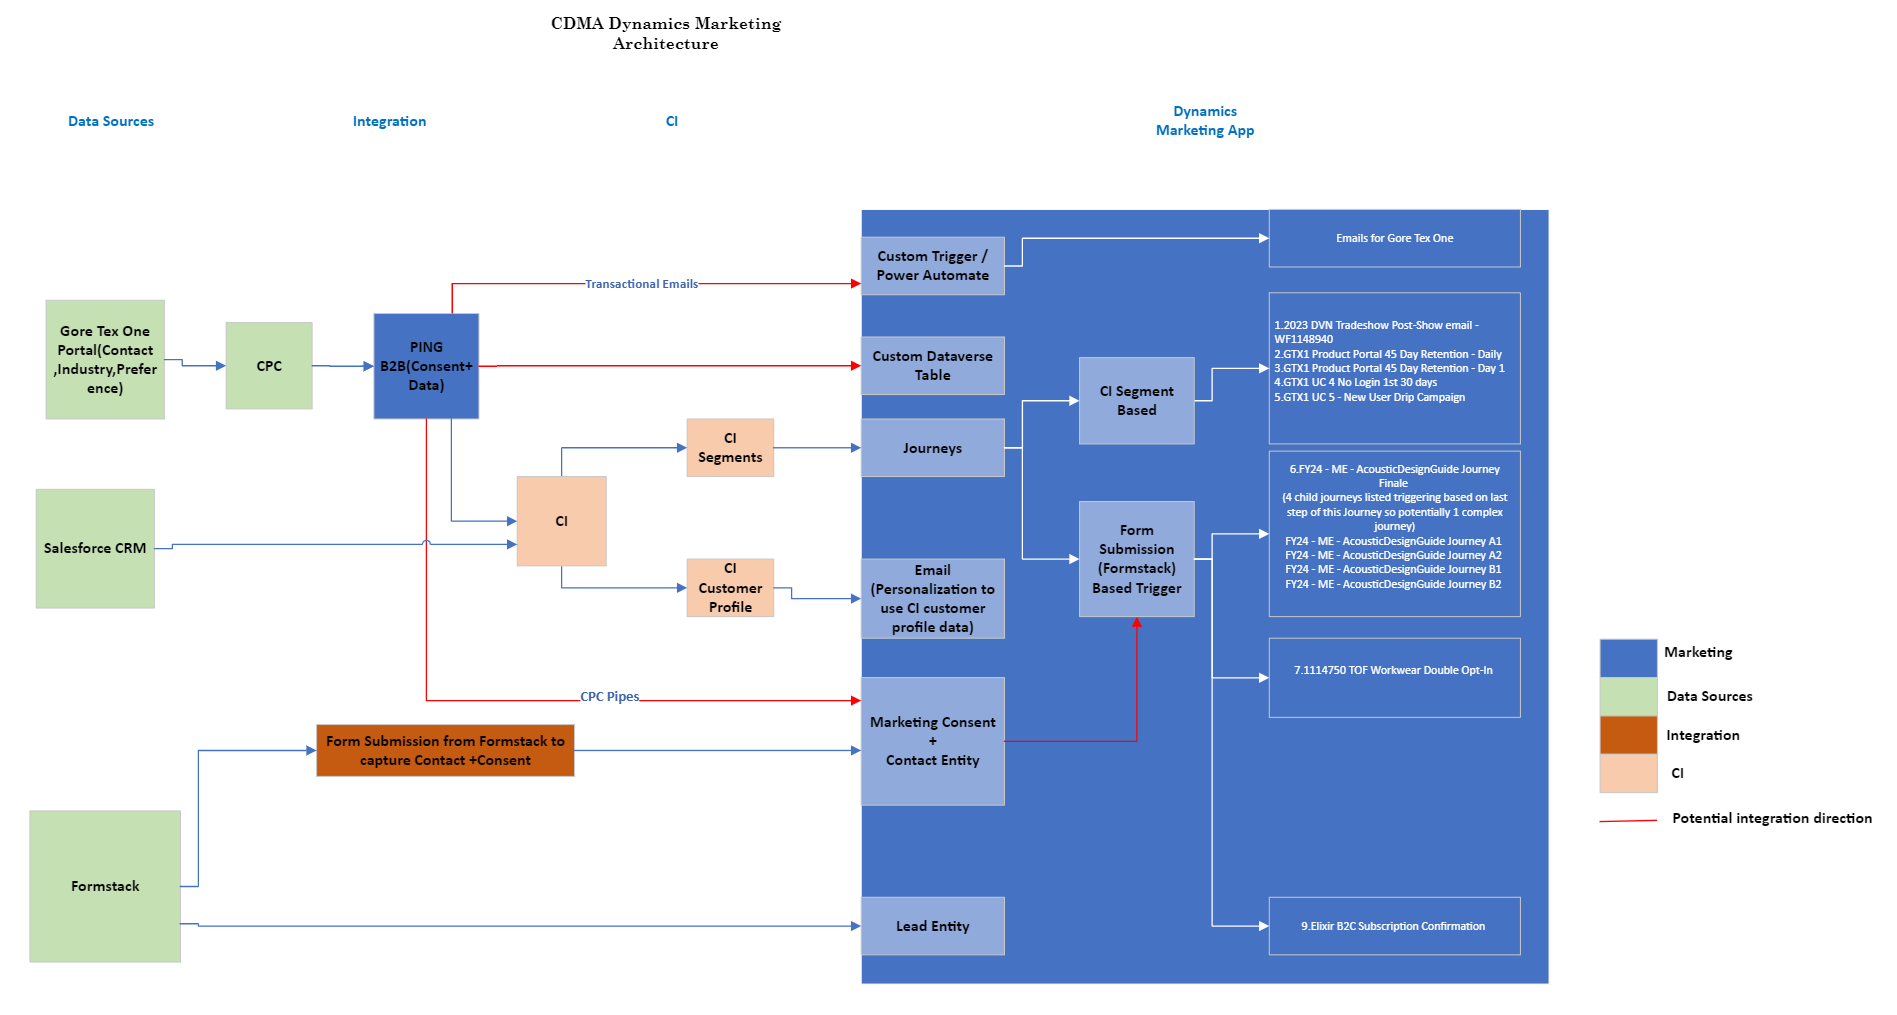 CDMA Dynamics Marketing
Architecture
Data Sources
Integration
CI
Dynamics
Marketing App
Gore Tex One
Portal(Contact
,Industry,Prefer
ence)
CPC
PING
B2B(Consent+
Data)
Transactional Emails
Custom Trigger /
Power Automate
Emails for Gore Tex One
Custom Dataverse
Table
CI Segment
Based
1.2023 DVN Tradeshow Post-Show email -
WF1148940
2.GTX1 Product Portal 45 Day Retention - Daily
3.GTX1 Product Portal 45 Day Retention - Day 1
4.GTX1 UC 4 No Login 1st 30 days
5.GTX1 UC 5 - New User Drip Campaign
CI
Segments
Journeys
Salesforce CRM
CI
Form
Submission
(Formstack)
Based Trigger
6.FY24 - ME - AcousticDesignGuide Journey
Finale
(4 child journeys listed triggering based on last
step of this Journey so potentially 1 complex
journey)
FY24 - ME - AcousticDesignGuide Journey A1
FY24 - ME - AcousticDesignGuide Journey A2
FY24 - ME - AcousticDesignGuide Journey B1
FY24 - ME - AcousticDesignGuide Journey B2
CI
Customer
Profile
Email
(Personalization to
use CI customer
profile data)
7.1114750 TOF Workwear Double Opt-In
CPC Pipes
Marketing Consent
+
Contact Entity
Form Submission from Formstack to
capture Contact +Consent
Formstack
Lead Entity
9.Elixir B2C Subscription Confirmation
Marketing
Data Sources
Integration
CI
Potential integration direction